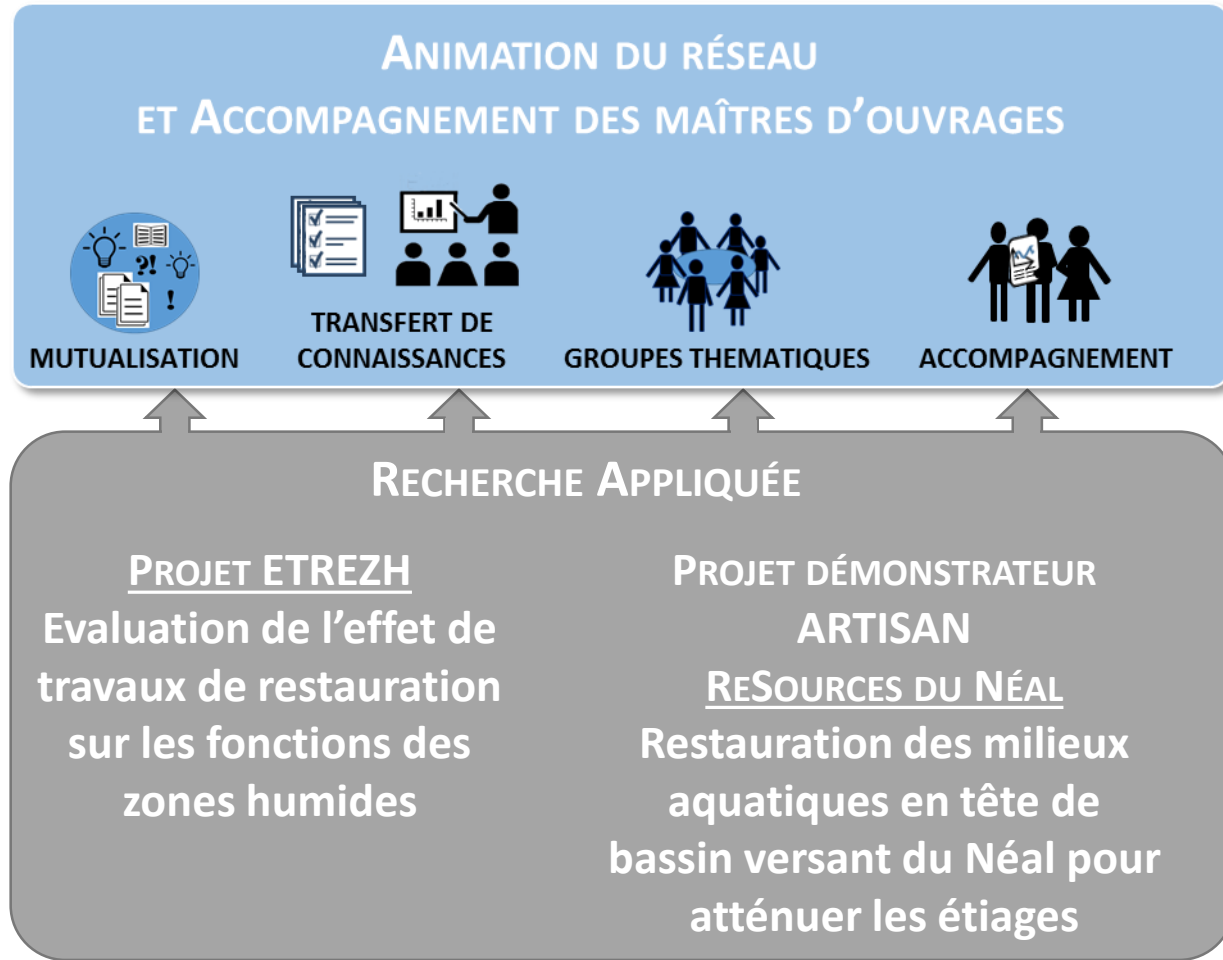 ANIMATION DU RÉSEAU
ET ACCOMPAGNEMENT DES MAÎTRES D'OUVRAGES
?!
!
MUTUALISATION
TRANSFERT DE
CONNAISSANCES
GROUPES THEMATIQUES
ACCOMPAGNEMENT
RECHERCHE APPLIQUÉE
PROJET ETREZH
Evaluation de l'effet de
travaux de restauration
sur les fonctions des
zones humides
PROJET DÉMONSTRATEUR
ARTISAN
RESOURCES DU NÉAL
Restauration des milieux
aquatiques en tête de
bassin versant du Néal pour
atténuer les étiages